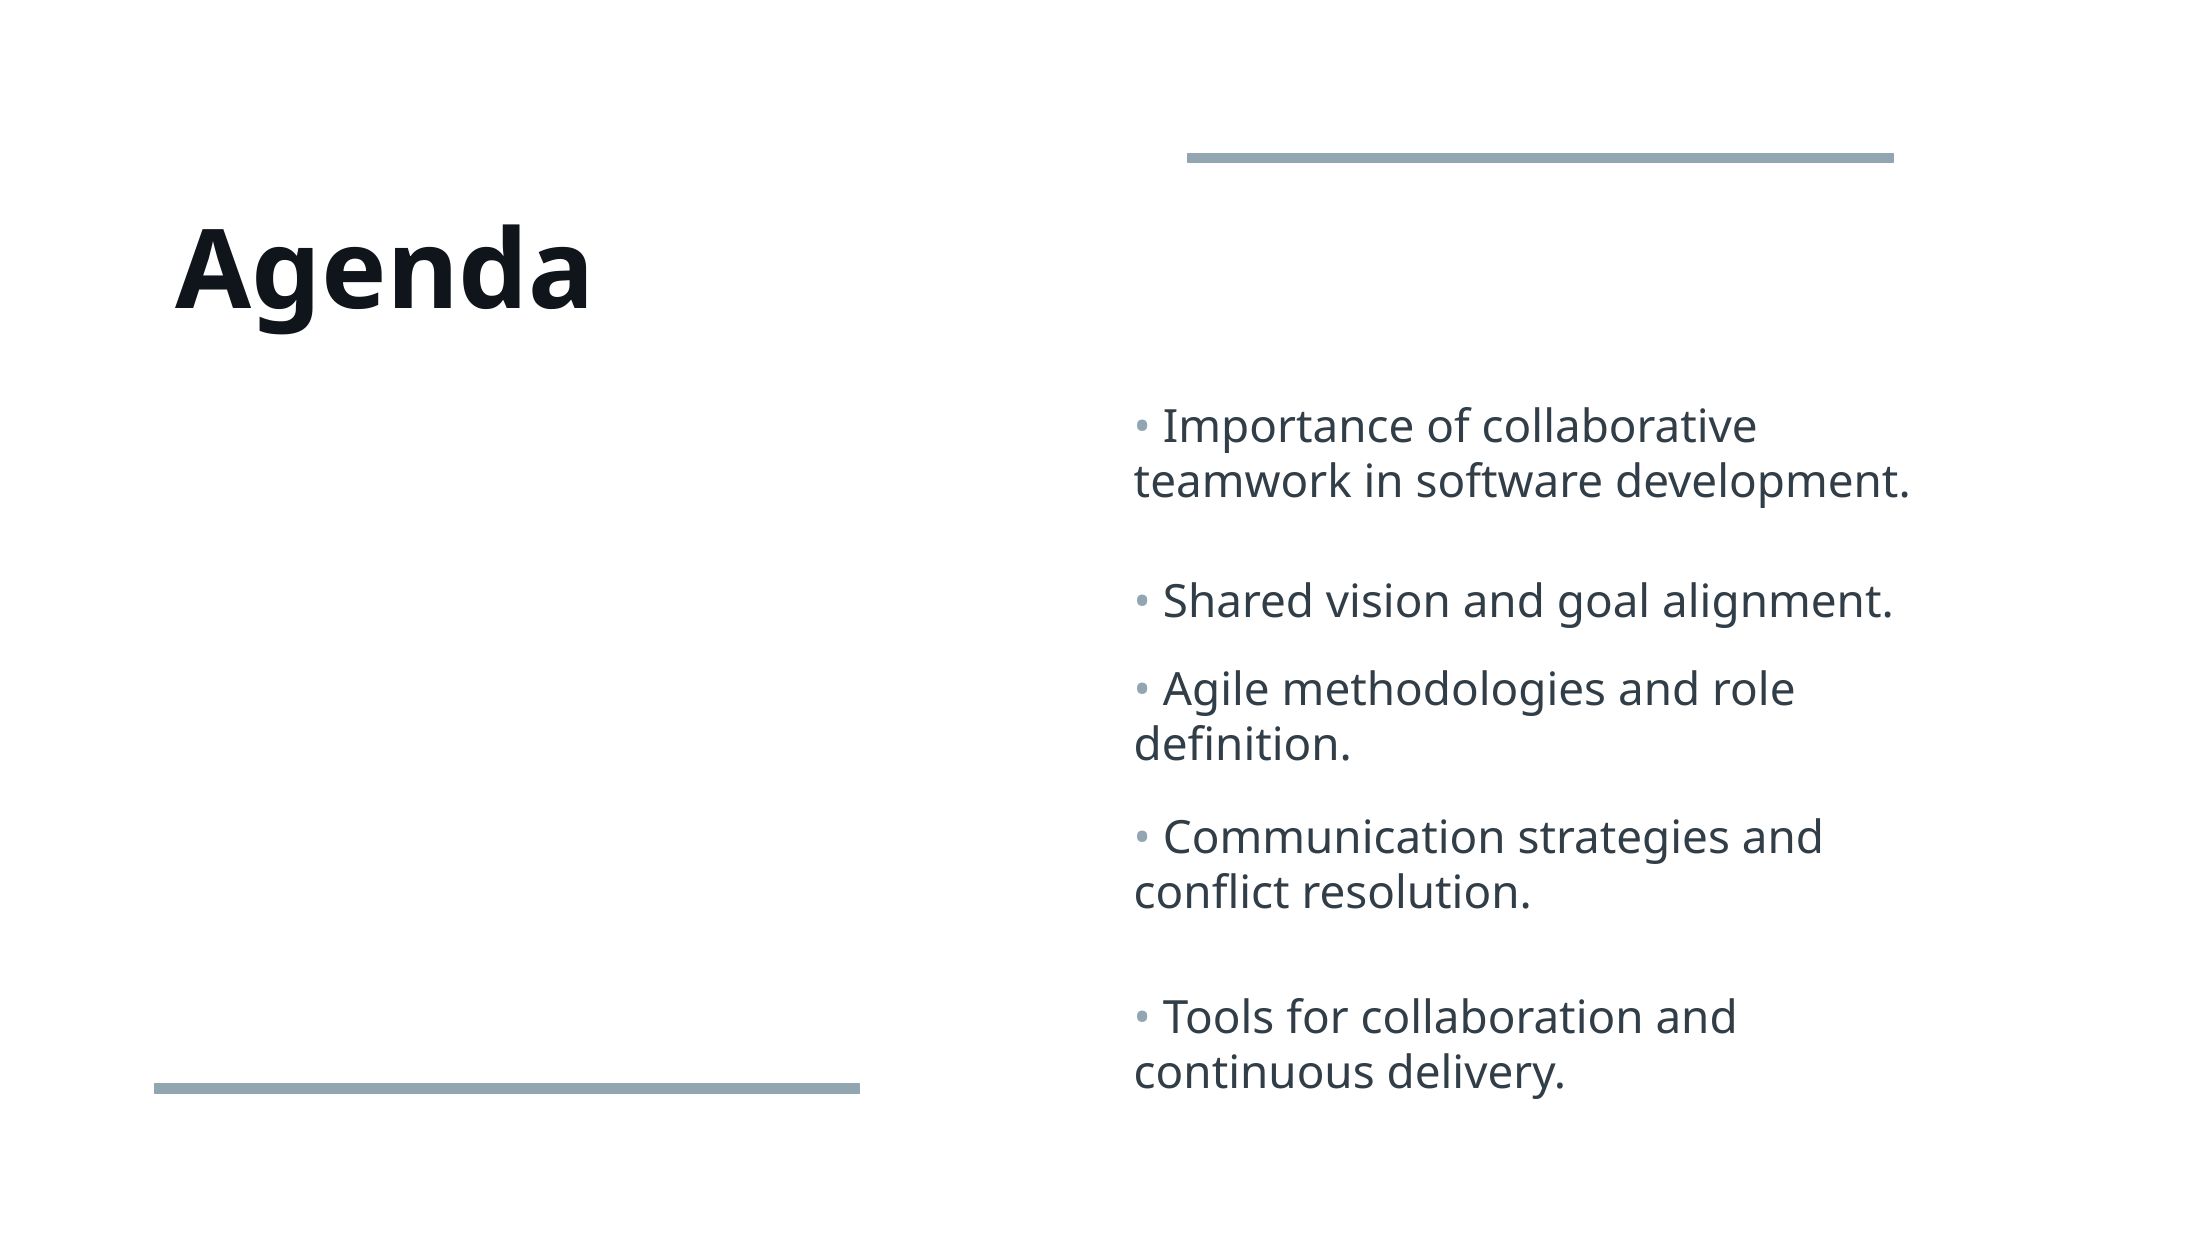 Agenda
• Importance of collaborative
teamwork in software development.
• Shared vision and goal alignment.
• Agile methodologies and role
definition.
• Communication strategies and
conflict resolution.
• Tools for collaboration and
continuous delivery.